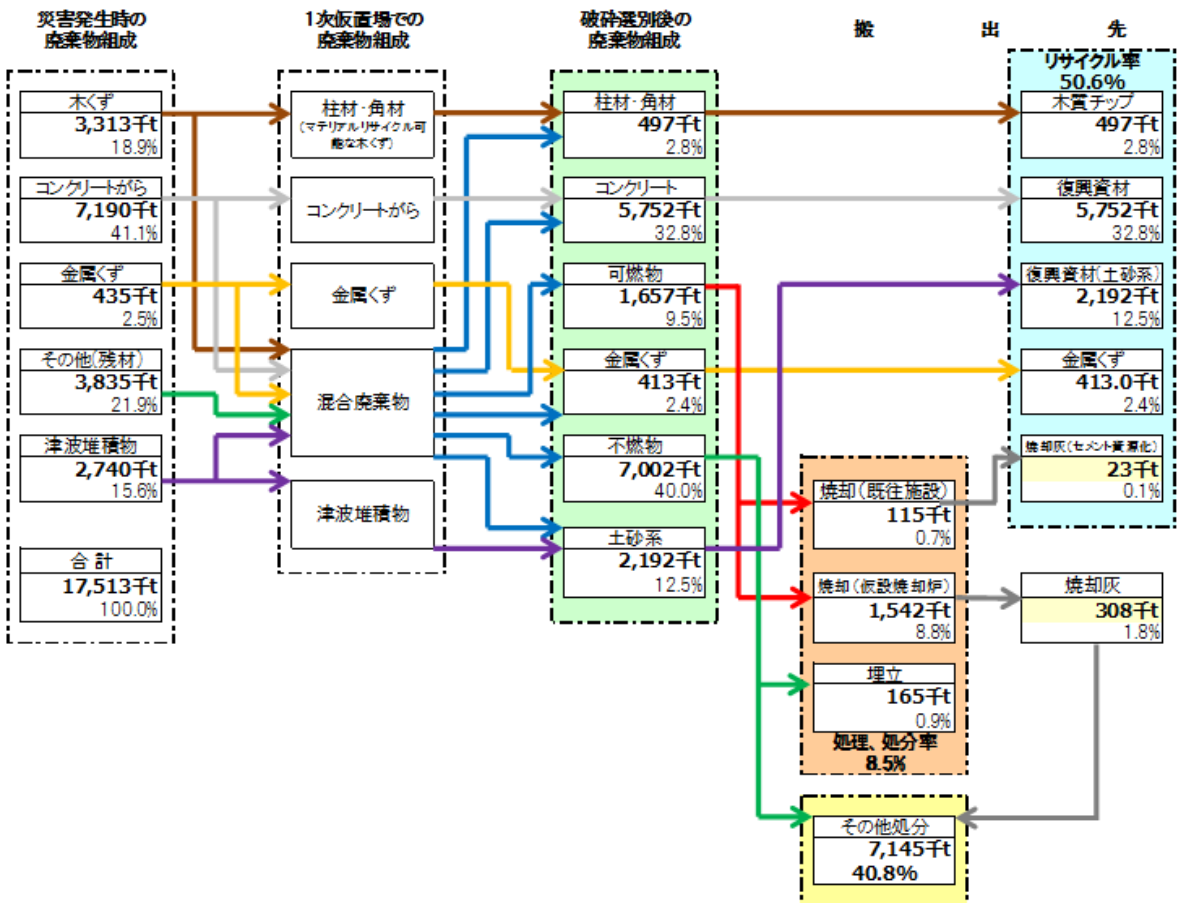 災害発生時の
廃棄物組成
木くず
3,313千t
18.9%
コンクリートがら
7,190千t
41.1%
金属くず
435千t
2.5%
その他(残材)
3,835千t
21.9%
津波堆積物
2,740千t
15.6%
合計
17,513千t
100.0%
1次仮置場での
廃棄物組成
柱材・角材
(マテリアルリサイクル可
能な木くず)
コンクリートがら
金属くず
混合廃棄物
津波堆積物
破砕選別後の
廃棄物組成
柱材・角材
497千t
2.8%
コンクリート
5,752千t
32.8%
可燃物
1,657千t
9.5%
金属くず
413千t
2.4%
不燃物
7,002千t
40.0%
土砂系
2,192千t
12.5%
搬 出 先
焼却(既往施設)
115千t
0.7%
焼却(仮設焼却炉)
1,542千t
8.8%
埋立
165千t
0.9%
処理、処分率
8.5%
その他処分
7,145千t
40.8%
リサイクル率
50.6%
木質チップ
497千t
2.8%
復興資材
5,752千t
32.8%
復興資材(土砂系)
2,192千t
12.5%
金属くず
413.0千t
2.4%
焼却灰(セメント資源化)
23千t
0.1%
焼却灰
308千t
1.8%